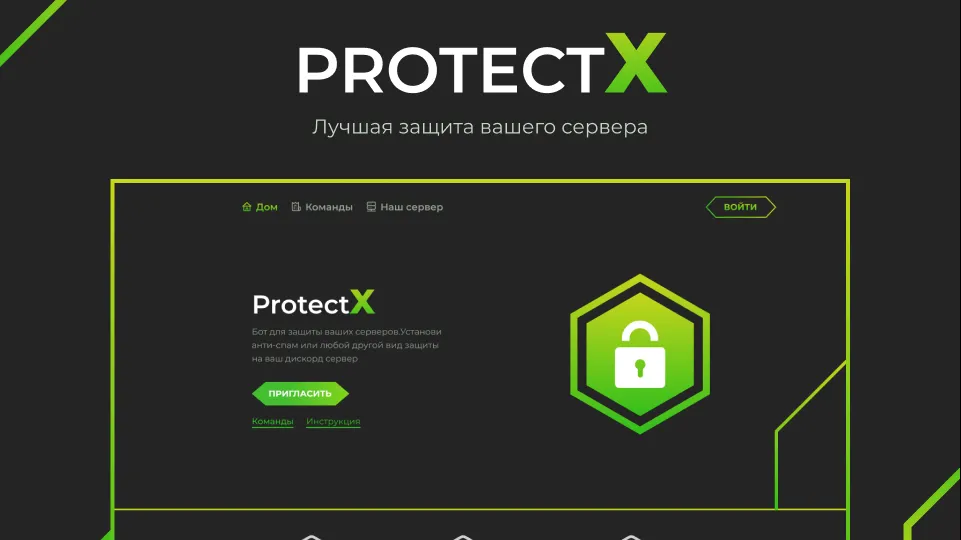 PROTECTX
Лучшая защита вашего сервера
Дом Команды Наш сервер ВОЙТИ
ProtectX
Бот для защиты ваших серверов.Установи
анти-спам или любой другой вид защиты
на ваш дискорд сервер
ПРИГЛАСИТЬ
Команды Инструкция